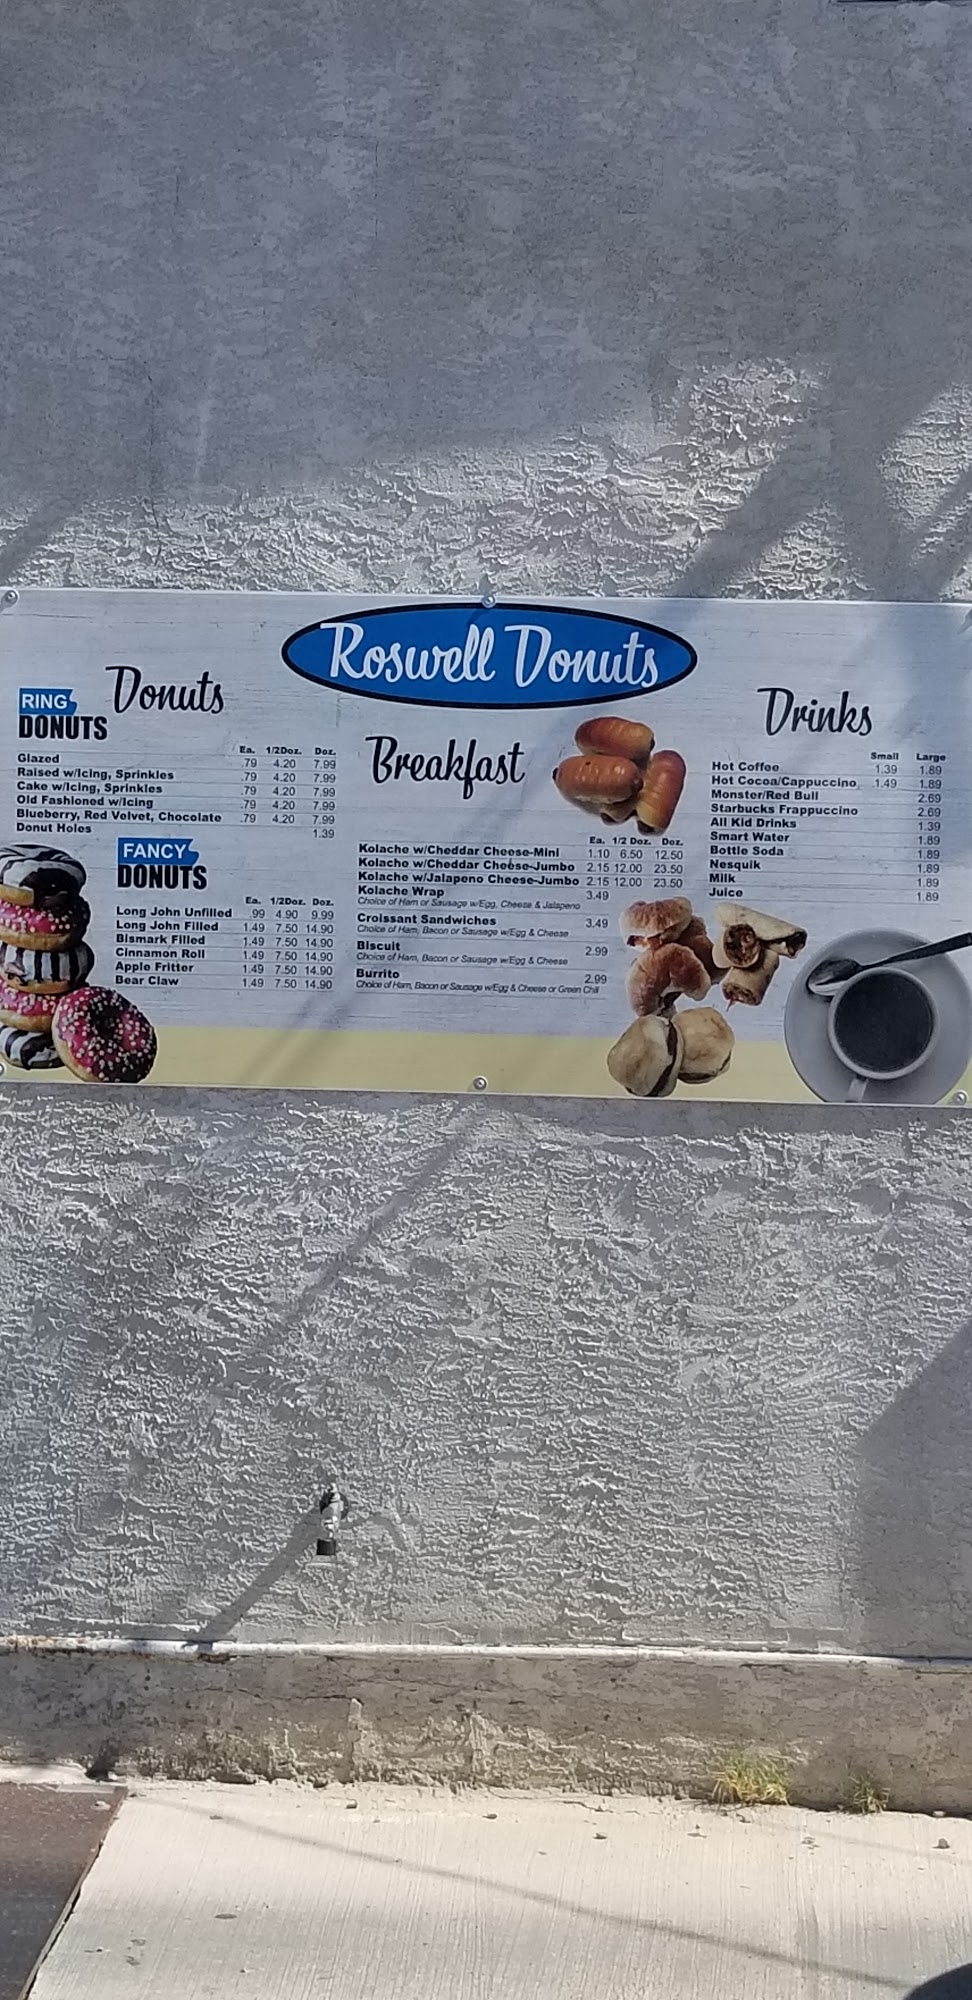 Roswell Donuts
Donuts
RING
DONUTS
Ea. 1/2Doz. Doz.
Glazed .79 4.20 7.99
Raised w/Icing, Sprinkles .79 4.20 7.99
Cake w/Icing, Sprinkles .79 4.20 7.99
Old Fashioned w/Icing .79 4.20 7.99
Blueberry, Red Velvet, Chocolate .79 4.20 7.99
Donut Holes 1.39
FANCY
DONUTS
Ea. 1/2Doz. Doz.
Long John Unfilled .99 4.90 9.99
Long John Filled 1.49 7.50 14.90
Bismark Filled 1.49 7.50 14.90
Cinnamon Roll 1.49 7.50 14.90
Apple Fritter 1.49 7.50 14.90
Bear Claw 1.49 7.50 14.90
Breakfast
Ea. 1/2 Doz. Doz.
Kolache w/Cheddar Cheese-Mini 1.10 6.50 12.50
Kolache w/Cheddar Cheese-Jumbo 2.15 12.00 23.50
Kolache w/Jalapeno Cheese-Jumbo 2.15 12.00 23.50
Kolache Wrap 3.49
Choice of Ham or Sausage w/Egg, Cheese & Jalapeno
Croissant Sandwiches 3.49
Choice of Ham, Bacon or Sausage w/Egg & Cheese
Biscuit 2.99
Choice of Ham, Bacon or Sausage w/Egg & Cheese
Burrito 2.99
Choice of Ham, Bacon or Sausage w/Egg & Cheese or Green Chili
Drinks
Small Large
Hot Coffee 1.39 1.89
Hot Cocoa/Cappuccino 1.49 1.89
Monster/Red Bull 2.69
Starbucks Frappuccino 2.69
All Kid Drinks 1.39
Smart Water 1.89
Bottle Soda 1.89
Nesquik 1.89
Milk 1.89
Juice 1.89